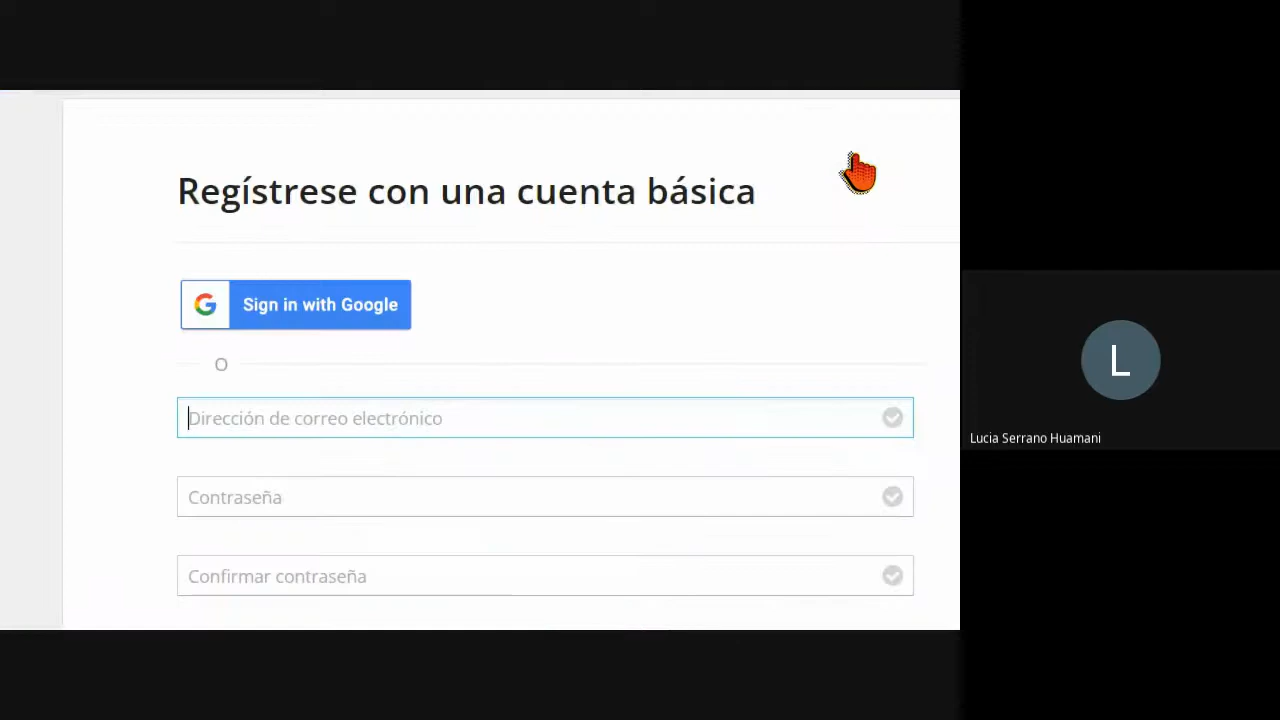 Regístrese con una cuenta básica
Sign in with Google
O
Dirección de correo electrónico
Contraseña
Confirmar contraseña
L
Lucia Serrano Huamani